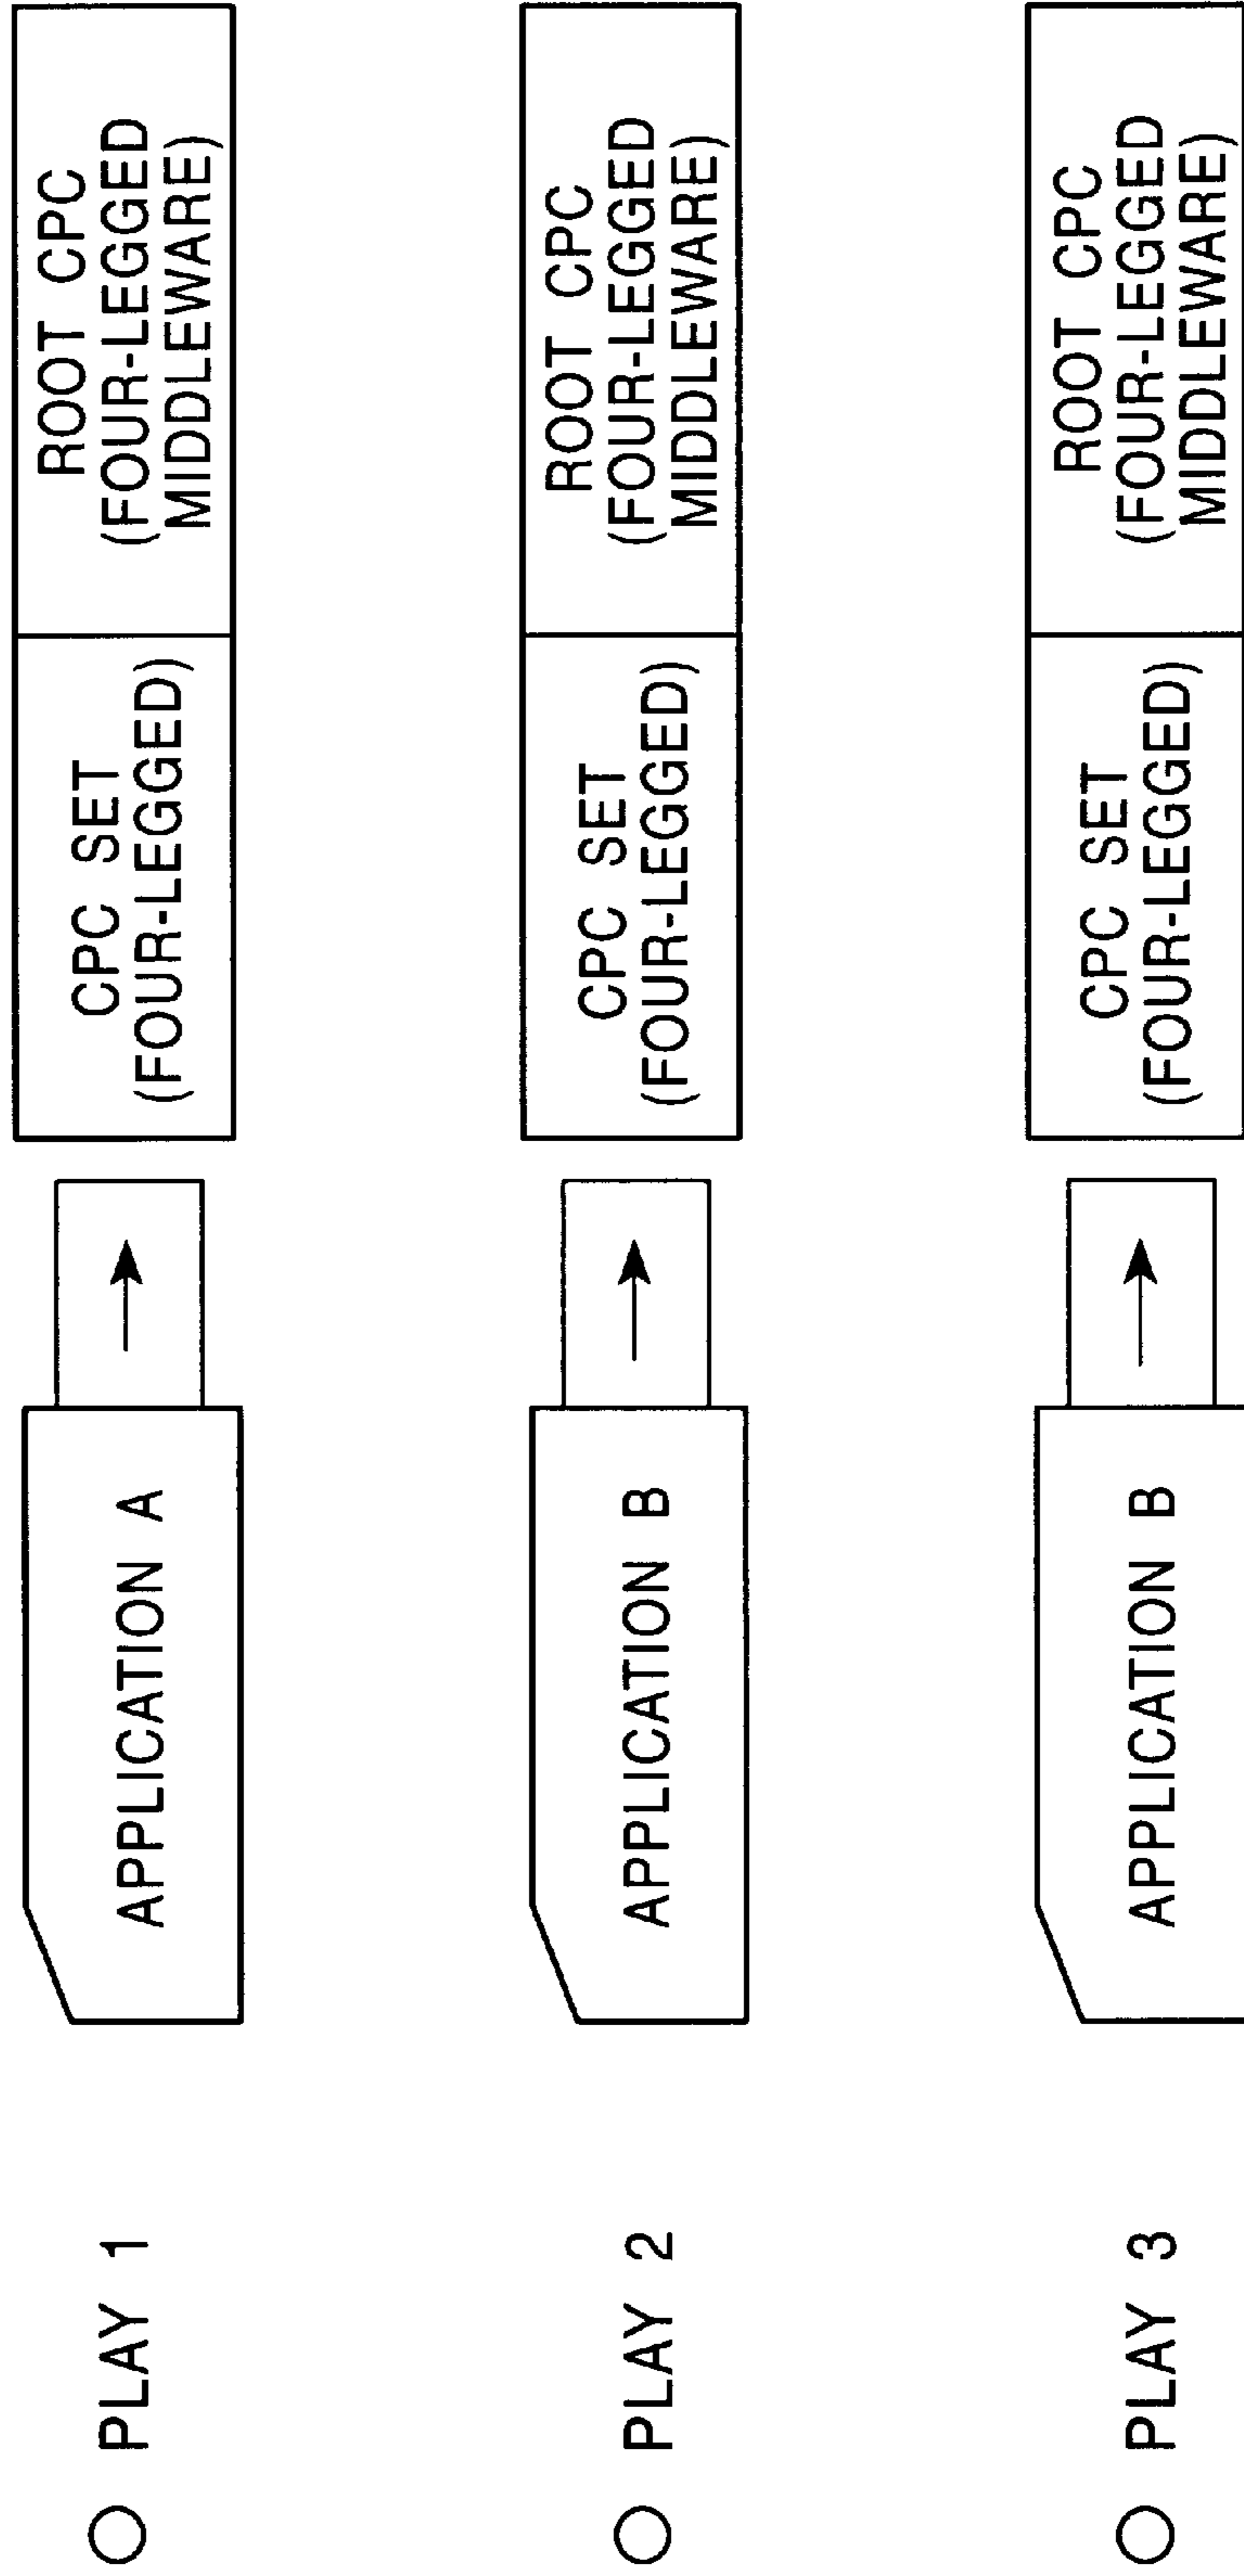 PLAY 1
APPLICATION A
CPC SET
(FOUR-LEGGED)
ROOT CPC
(FOUR-LEGGED
MIDDLEWARE)
PLAY 2
APPLICATION B
CPC SET
(FOUR-LEGGED)
ROOT CPC
(FOUR-LEGGED
MIDDLEWARE)
PLAY 3
APPLICATION B
CPC SET
(FOUR-LEGGED)
ROOT CPC
(FOUR-LEGGED
MIDDLEWARE)